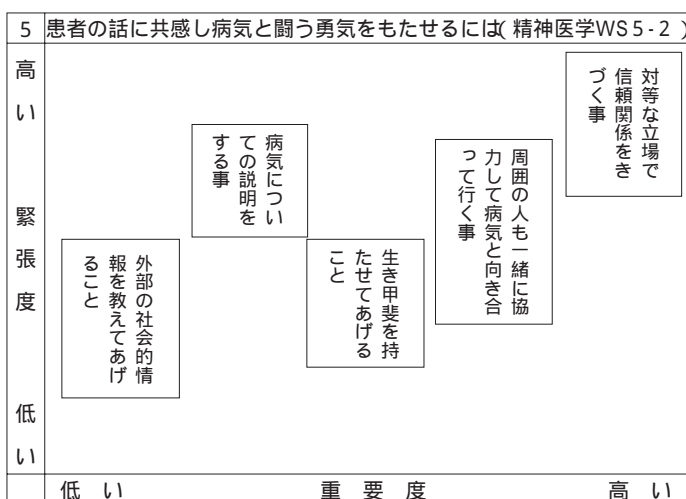 5 患者の話に共感し病気と闘う勇気をもたせるには(精神医学WS5-2)
高い 緊張度 低い
対等な立場で
信頼関係をき
づく事
病気につい
ての説明を
する事
周囲の人も一緒に協
力して病気と向き合
って行く事
外部の社会的情
報を教えてあげ
ること
生き甲斐を持
たせてあげる
こと
低い 重要度 高い